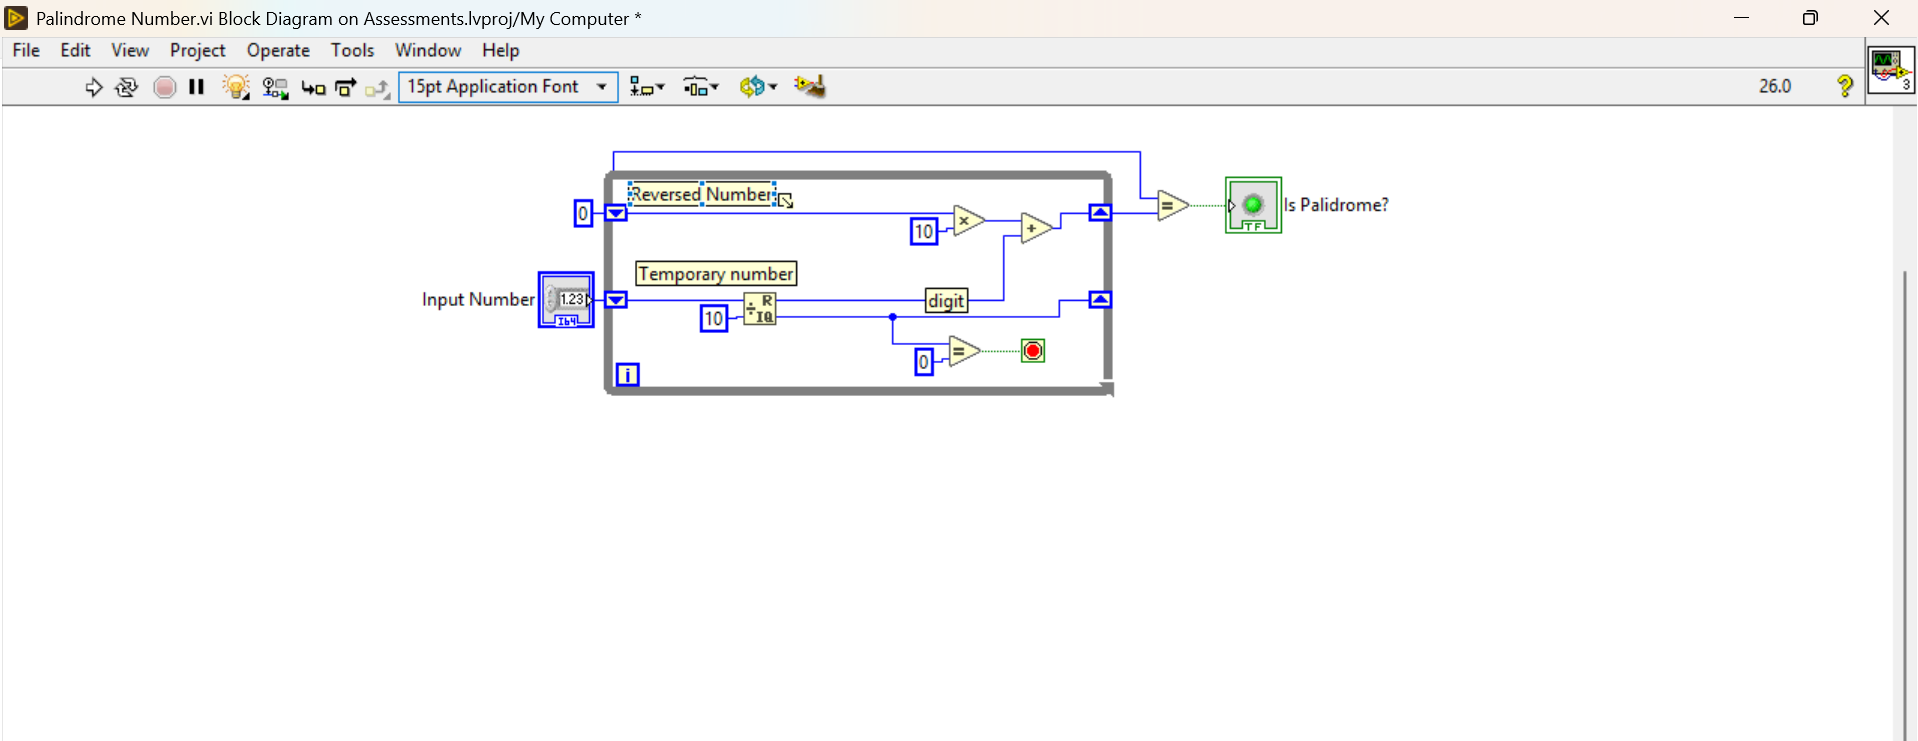 Palindrome Number.vi Block Diagram on Assessments.lvproj/My Computer *
File Edit View Project Operate Tools Window Help
15pt Application Font
26.0
?
3
Reversed Number
0
×
10
+
=
TF
Is Palidrome?
Temporary number
Input Number
1.23
I64
10
÷ R
IQ
digit
0
=
i